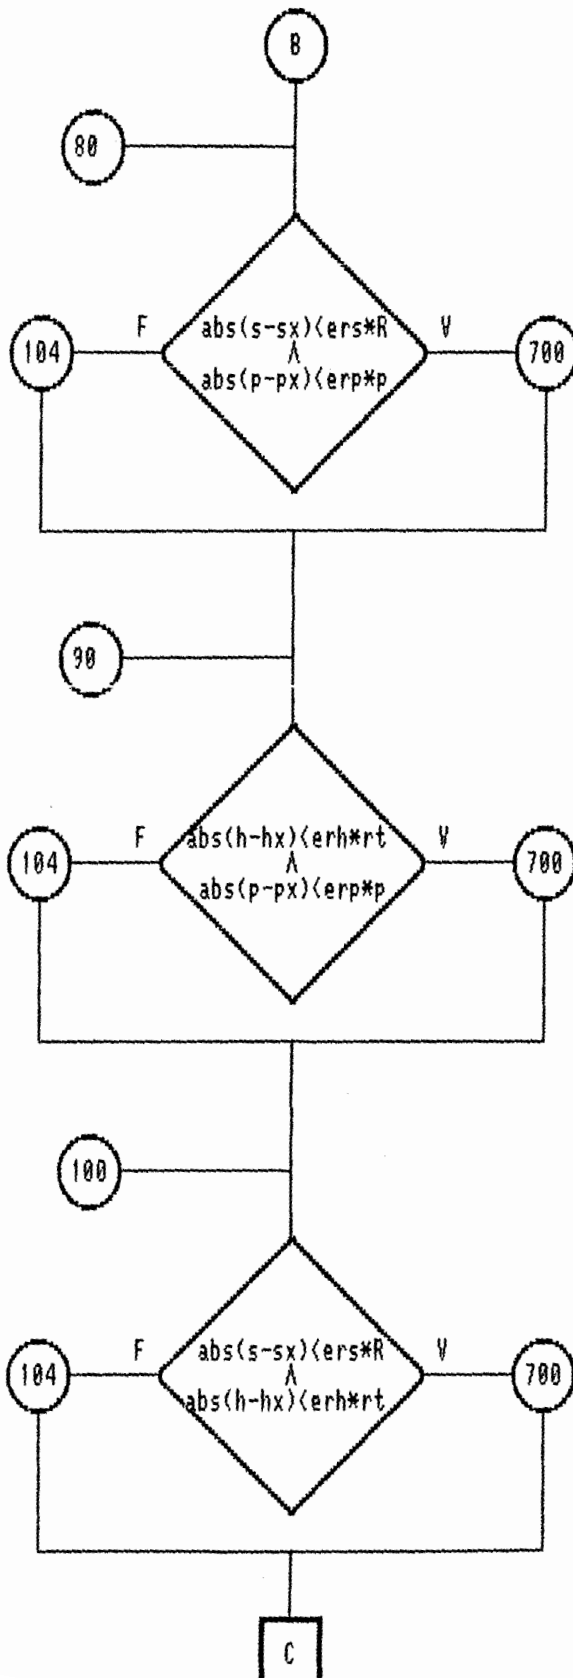 B
80
F abs(s-sx)<ers*R V
104 Λ 700
abs(p-px)<erp*p
90
F abs(h-hx)<erh*rt V
104 Λ 700
abs(p-px)<erp*p
100
F abs(s-sx)<ers*R V
104 Λ 700
abs(h-hx)<erh*rt
C